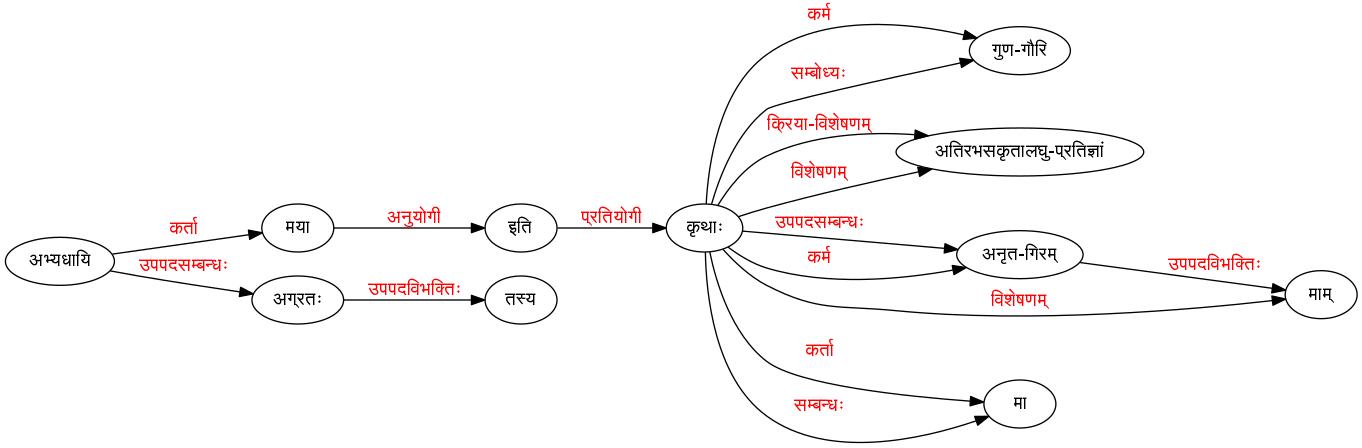 कर्म
गुण-गौरि
सम्बोध्यः
क्रिया-विशेषणम्
अतिरभसकृतालघु-प्रतिज्ञां
विशेषणम्
कर्ता
मया
अनुयोगी
इति
प्रतियोगी
कृथाः
उपपदसम्बन्धः
अभ्यधायि
उपपदसम्बन्धः
कर्म
अनृत-गिरम्
उपपदविभक्तिः
माम्
अग्रतः
उपपदविभक्तिः
तस्य
विशेषणम्
कर्ता
मा
सम्बन्धः